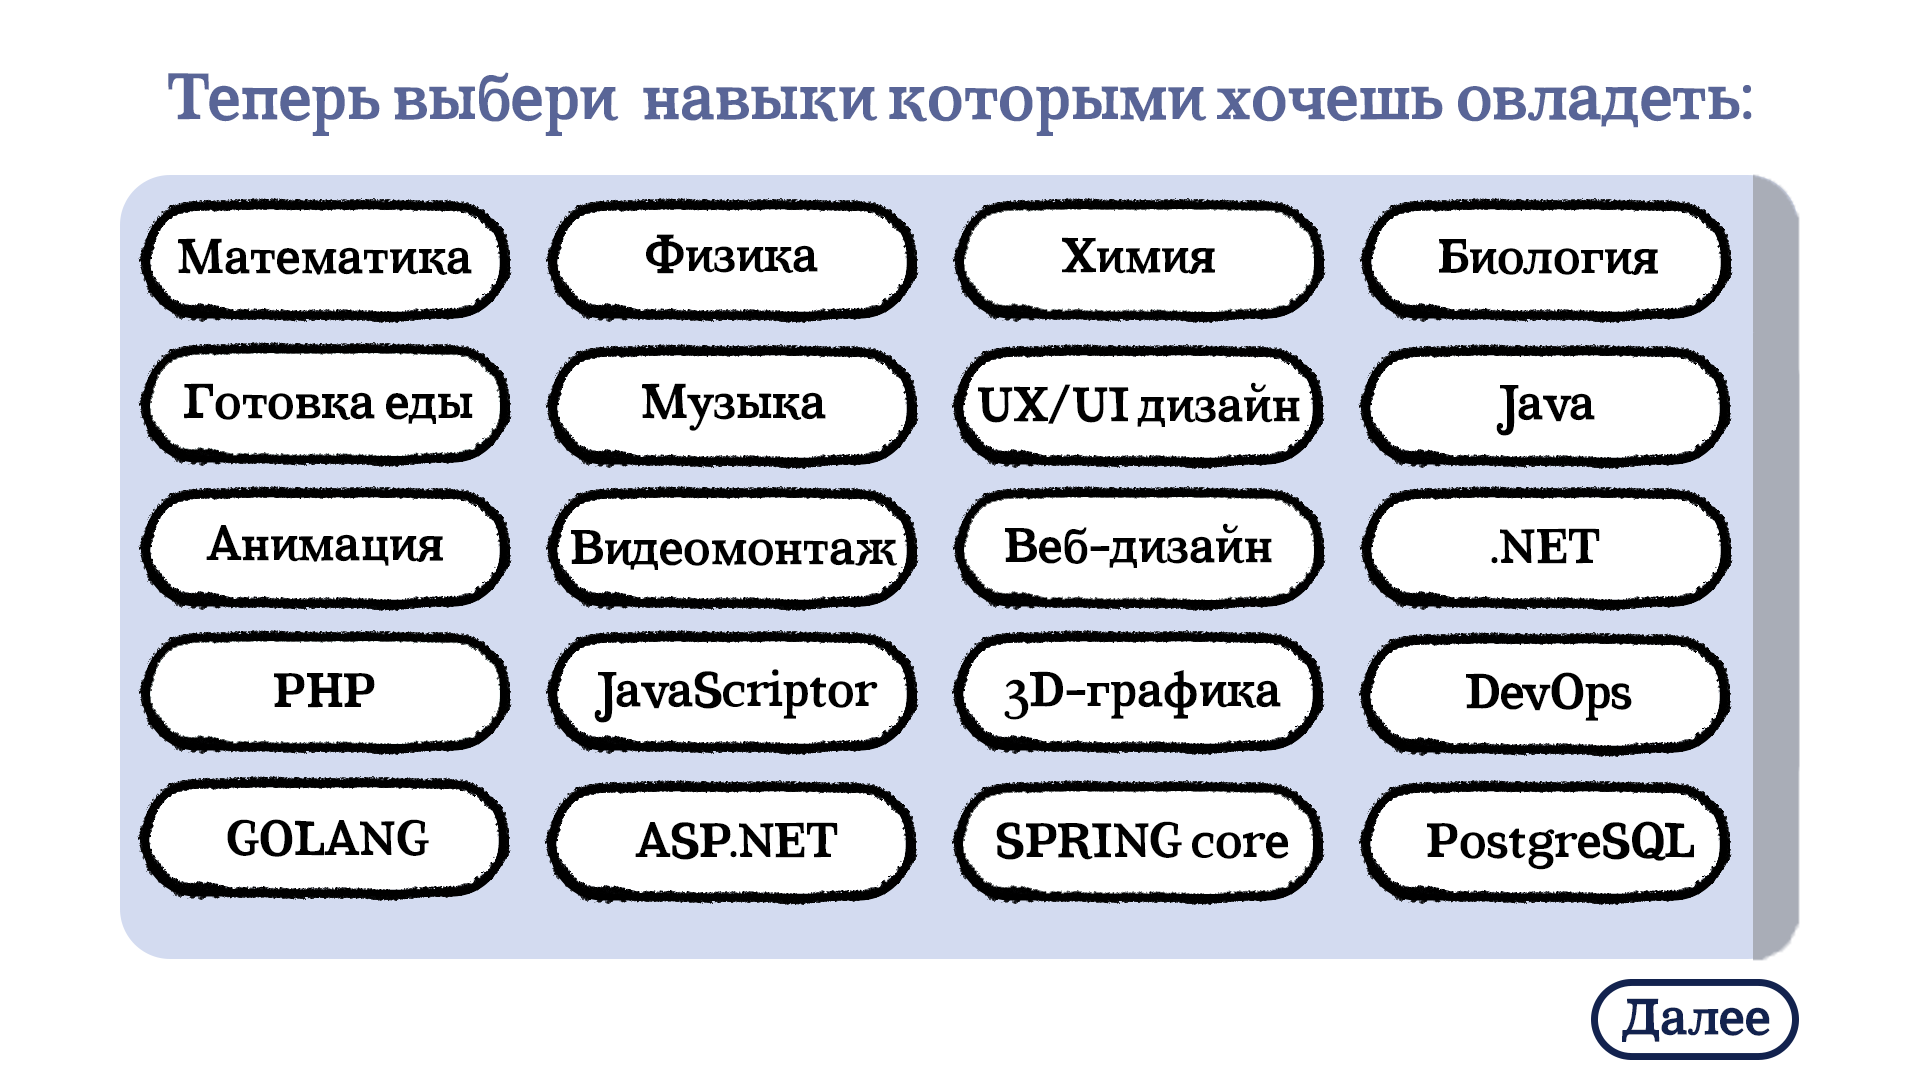 Теперь выбери навыки которыми хочешь овладеть:
Математика
Физика
Химия
Биология
Готовка еды
Музыка
UX/UI дизайн
Java
Анимация
Видеомонтаж
Веб-дизайн
.NET
PHP
JavaScriptor
3D-графика
DevOps
GOLANG
ASP.NET
SPRING core
PostgreSQL
Далее